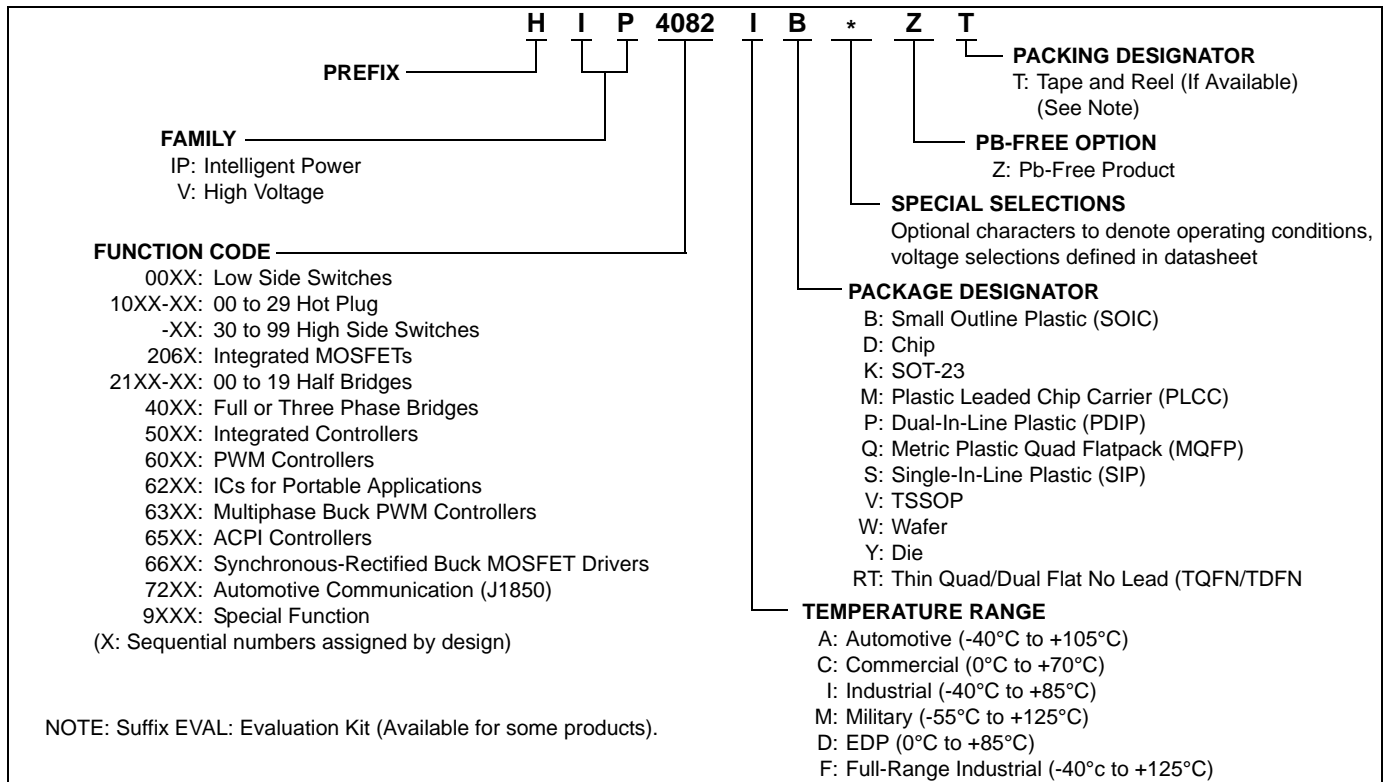 H I P 4082 I B * Z T
PREFIX
FAMILY
IP: Intelligent Power
V: High Voltage
FUNCTION CODE
00XX: Low Side Switches
10XX-XX: 00 to 29 Hot Plug
-XX: 30 to 99 High Side Switches
206X: Integrated MOSFETs
21XX-XX: 00 to 19 Half Bridges
40XX: Full or Three Phase Bridges
50XX: Integrated Controllers
60XX: PWM Controllers
62XX: ICs for Portable Applications
63XX: Multiphase Buck PWM Controllers
65XX: ACPI Controllers
66XX: Synchronous-Rectified Buck MOSFET Drivers
72XX: Automotive Communication (J1850)
9XXX: Special Function
(X: Sequential numbers assigned by design)
NOTE: Suffix EVAL: Evaluation Kit (Available for some products).
PACKING DESIGNATOR
T: Tape and Reel (If Available)
(See Note)
PB-FREE OPTION
Z: Pb-Free Product
SPECIAL SELECTIONS
Optional characters to denote operating conditions,
voltage selections defined in datasheet
PACKAGE DESIGNATOR
B: Small Outline Plastic (SOIC)
D: Chip
K: SOT-23
M: Plastic Leaded Chip Carrier (PLCC)
P: Dual-In-Line Plastic (PDIP)
Q: Metric Plastic Quad Flatpack (MQFP)
S: Single-In-Line Plastic (SIP)
V: TSSOP
W: Wafer
Y: Die
RT: Thin Quad/Dual Flat No Lead (TQFN/TDFN
TEMPERATURE RANGE
A: Automotive (-40°C to +105°C)
C: Commercial (0°C to +70°C)
I: Industrial (-40°C to +85°C)
M: Military (-55°C to +125°C)
D: EDP (0°C to +85°C)
F: Full-Range Industrial (-40°c to +125°C)